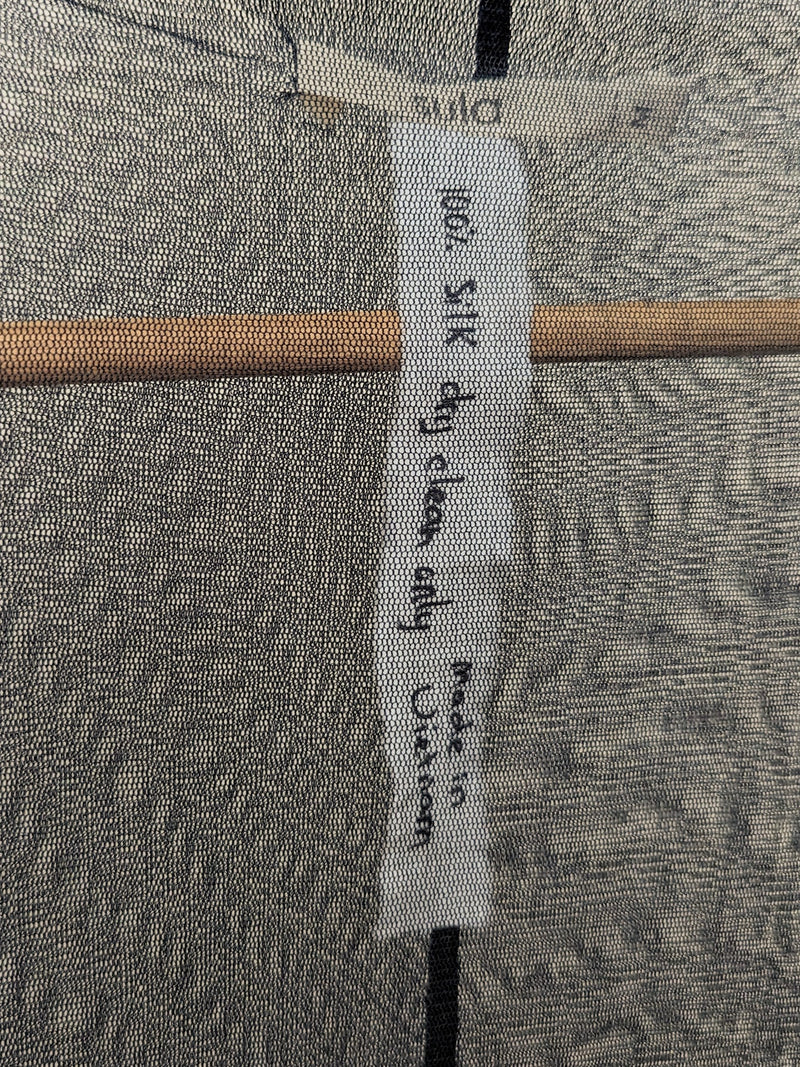 100% Silk dry clean only
Made in
Vietnam